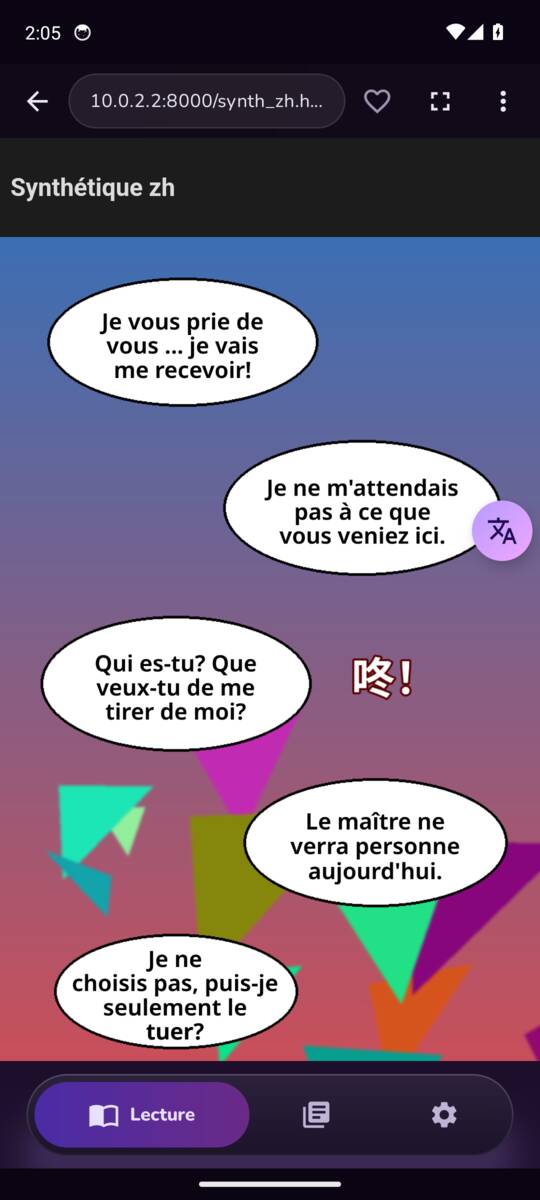 2:05
10.0.2.2:8000/synth_zh.h...
Synthétique zh
Je vous prie de
vous ... je vais
me recevoir!
Je ne m'attendais
pas à ce que
vous veniez ici.
Qui es-tu? Que
veux-tu de me
tirer de moi?
咚!
Le maître ne
verra personne
aujourd'hui.
Je ne
choisis pas, puis-je
seulement le
tuer?
Lecture